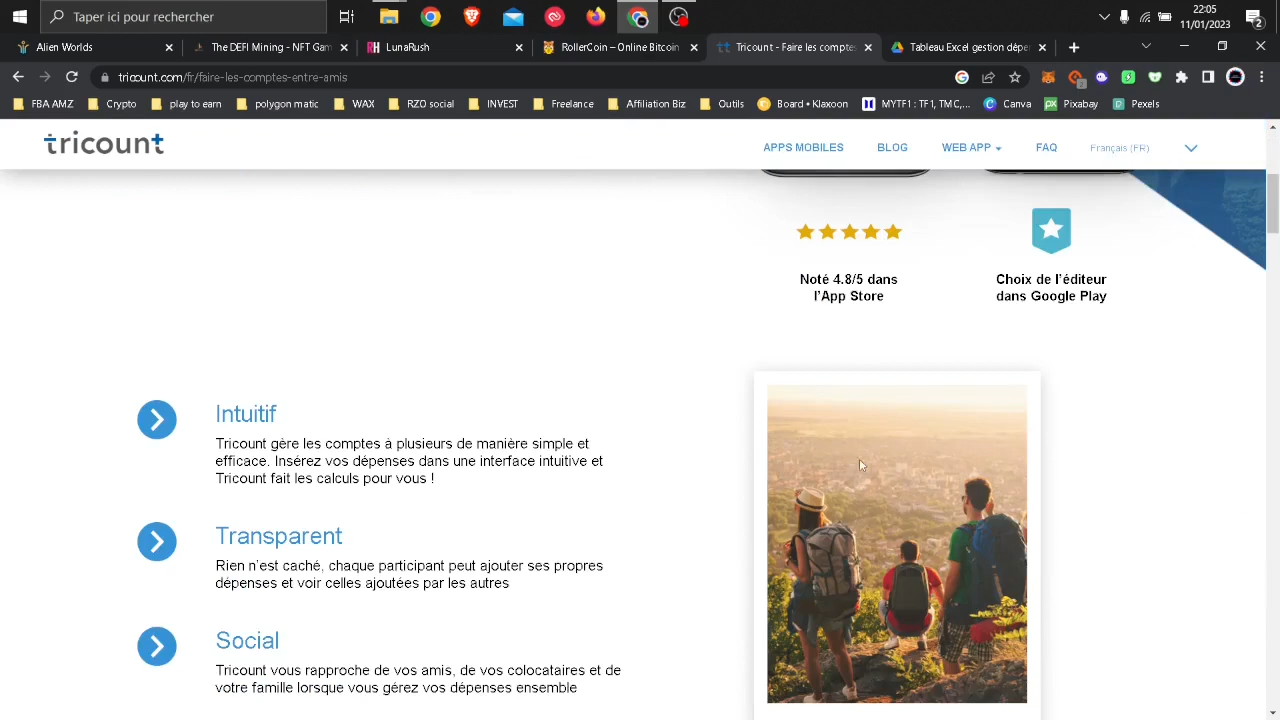 Taper ici pour rechercher
22:05
11/01/2023
2
Alien Worlds
The DEFI Mining - NFT Gam
LunaRush
RollerCoin – Online Bitcoin
Tricount - Faire les comptes
Tableau Excel gestion dépe
tricount.com/fr/faire-les-comptes-entre-amis
FBA AMZ
Crypto
play to earn
polygon matic
WAX
RZO social
INVEST
Freelance
Affiliation Biz
Outils
Board • Klaxoon
MYTF1 : TF1, TMC,...
Canva
Pixabay
Pexels
tricount
APPS MOBILES
BLOG
WEB APP
FAQ
Français (FR)
Noté 4.8/5 dans
l'App Store
Choix de l'éditeur
dans Google Play
Intuitif
Tricount gère les comptes à plusieurs de manière simple et
efficace. Insérez vos dépenses dans une interface intuitive et
Tricount fait les calculs pour vous !
Transparent
Rien n'est caché, chaque participant peut ajouter ses propres
dépenses et voir celles ajoutées par les autres
Social
Tricount vous rapproche de vos amis, de vos colocataires et de
votre famille lorsque vous gérez vos dépenses ensemble